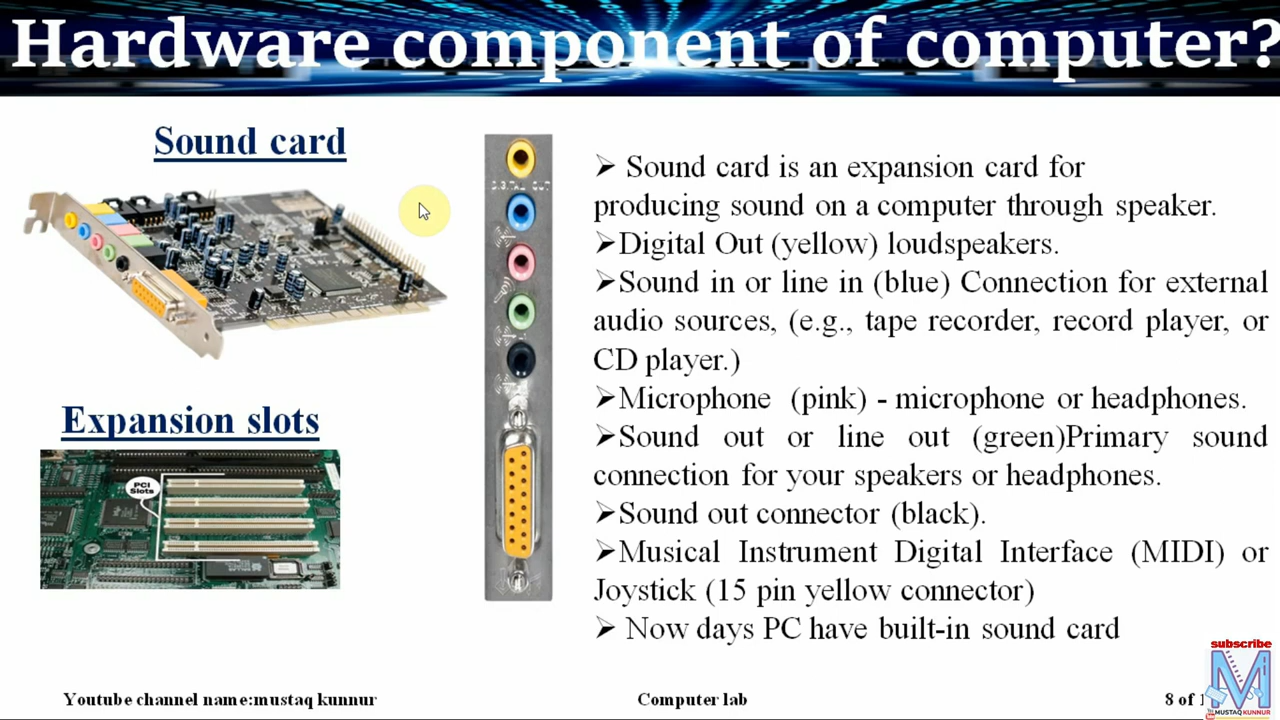 Hardware component of computer?
Sound card
➢ Sound card is an expansion card for
producing sound on a computer through speaker.
➢Digital Out (yellow) loudspeakers.
➢Sound in or line in (blue) Connection for external
audio sources, (e.g., tape recorder, record player, or
CD player.)
➢Microphone (pink) - microphone or headphones.
➢Sound out or line out (green)Primary sound
connection for your speakers or headphones.
➢Sound out connector (black).
➢Musical Instrument Digital Interface (MIDI) or
Joystick (15 pin yellow connector)
➢ Now days PC have built-in sound card
Expansion slots
PCI
Slots
Youtube channel name:mustaq kunnur
Computer lab
8 of
subscribe
M
MUSTAQ KUNNUR